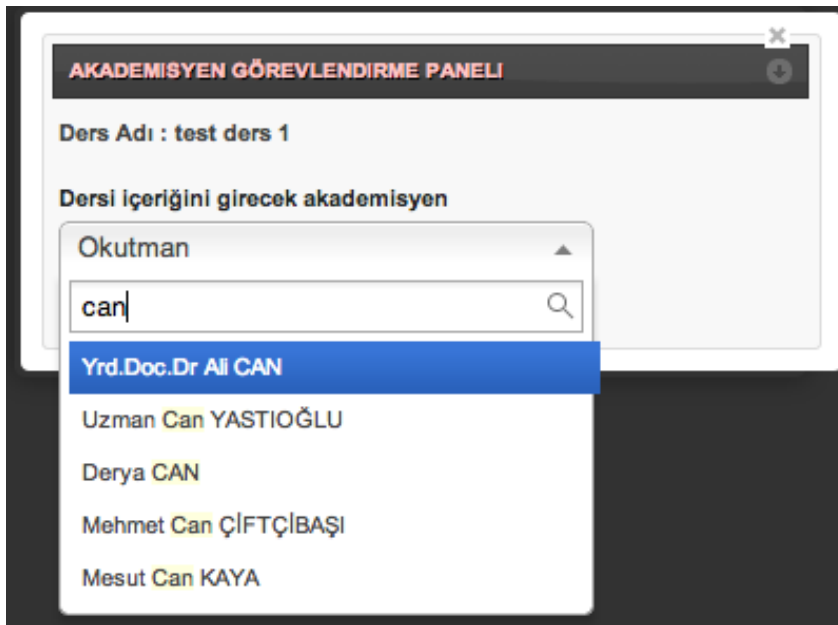 AKADEMISYEN GÖREVLENDIRME PANELI
Ders Adı : test ders 1
Dersi içeriğini girecek akademisyen
Okutman
can
Yrd.Doc.Dr Ali CAN
Uzman Can YASTIOĞLU
Derya CAN
Mehmet Can ÇİFTÇİBAŞI
Mesut Can KAYA